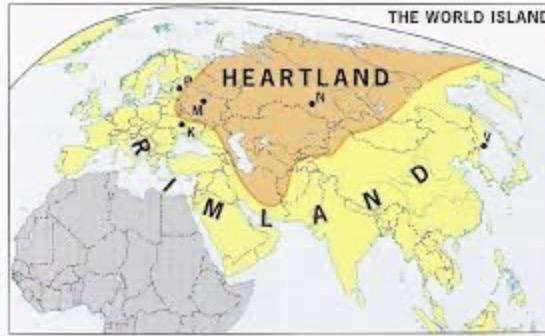 THE WORLD ISLAND
HEARTLAND
P
M
N
K
V
RIMLAND